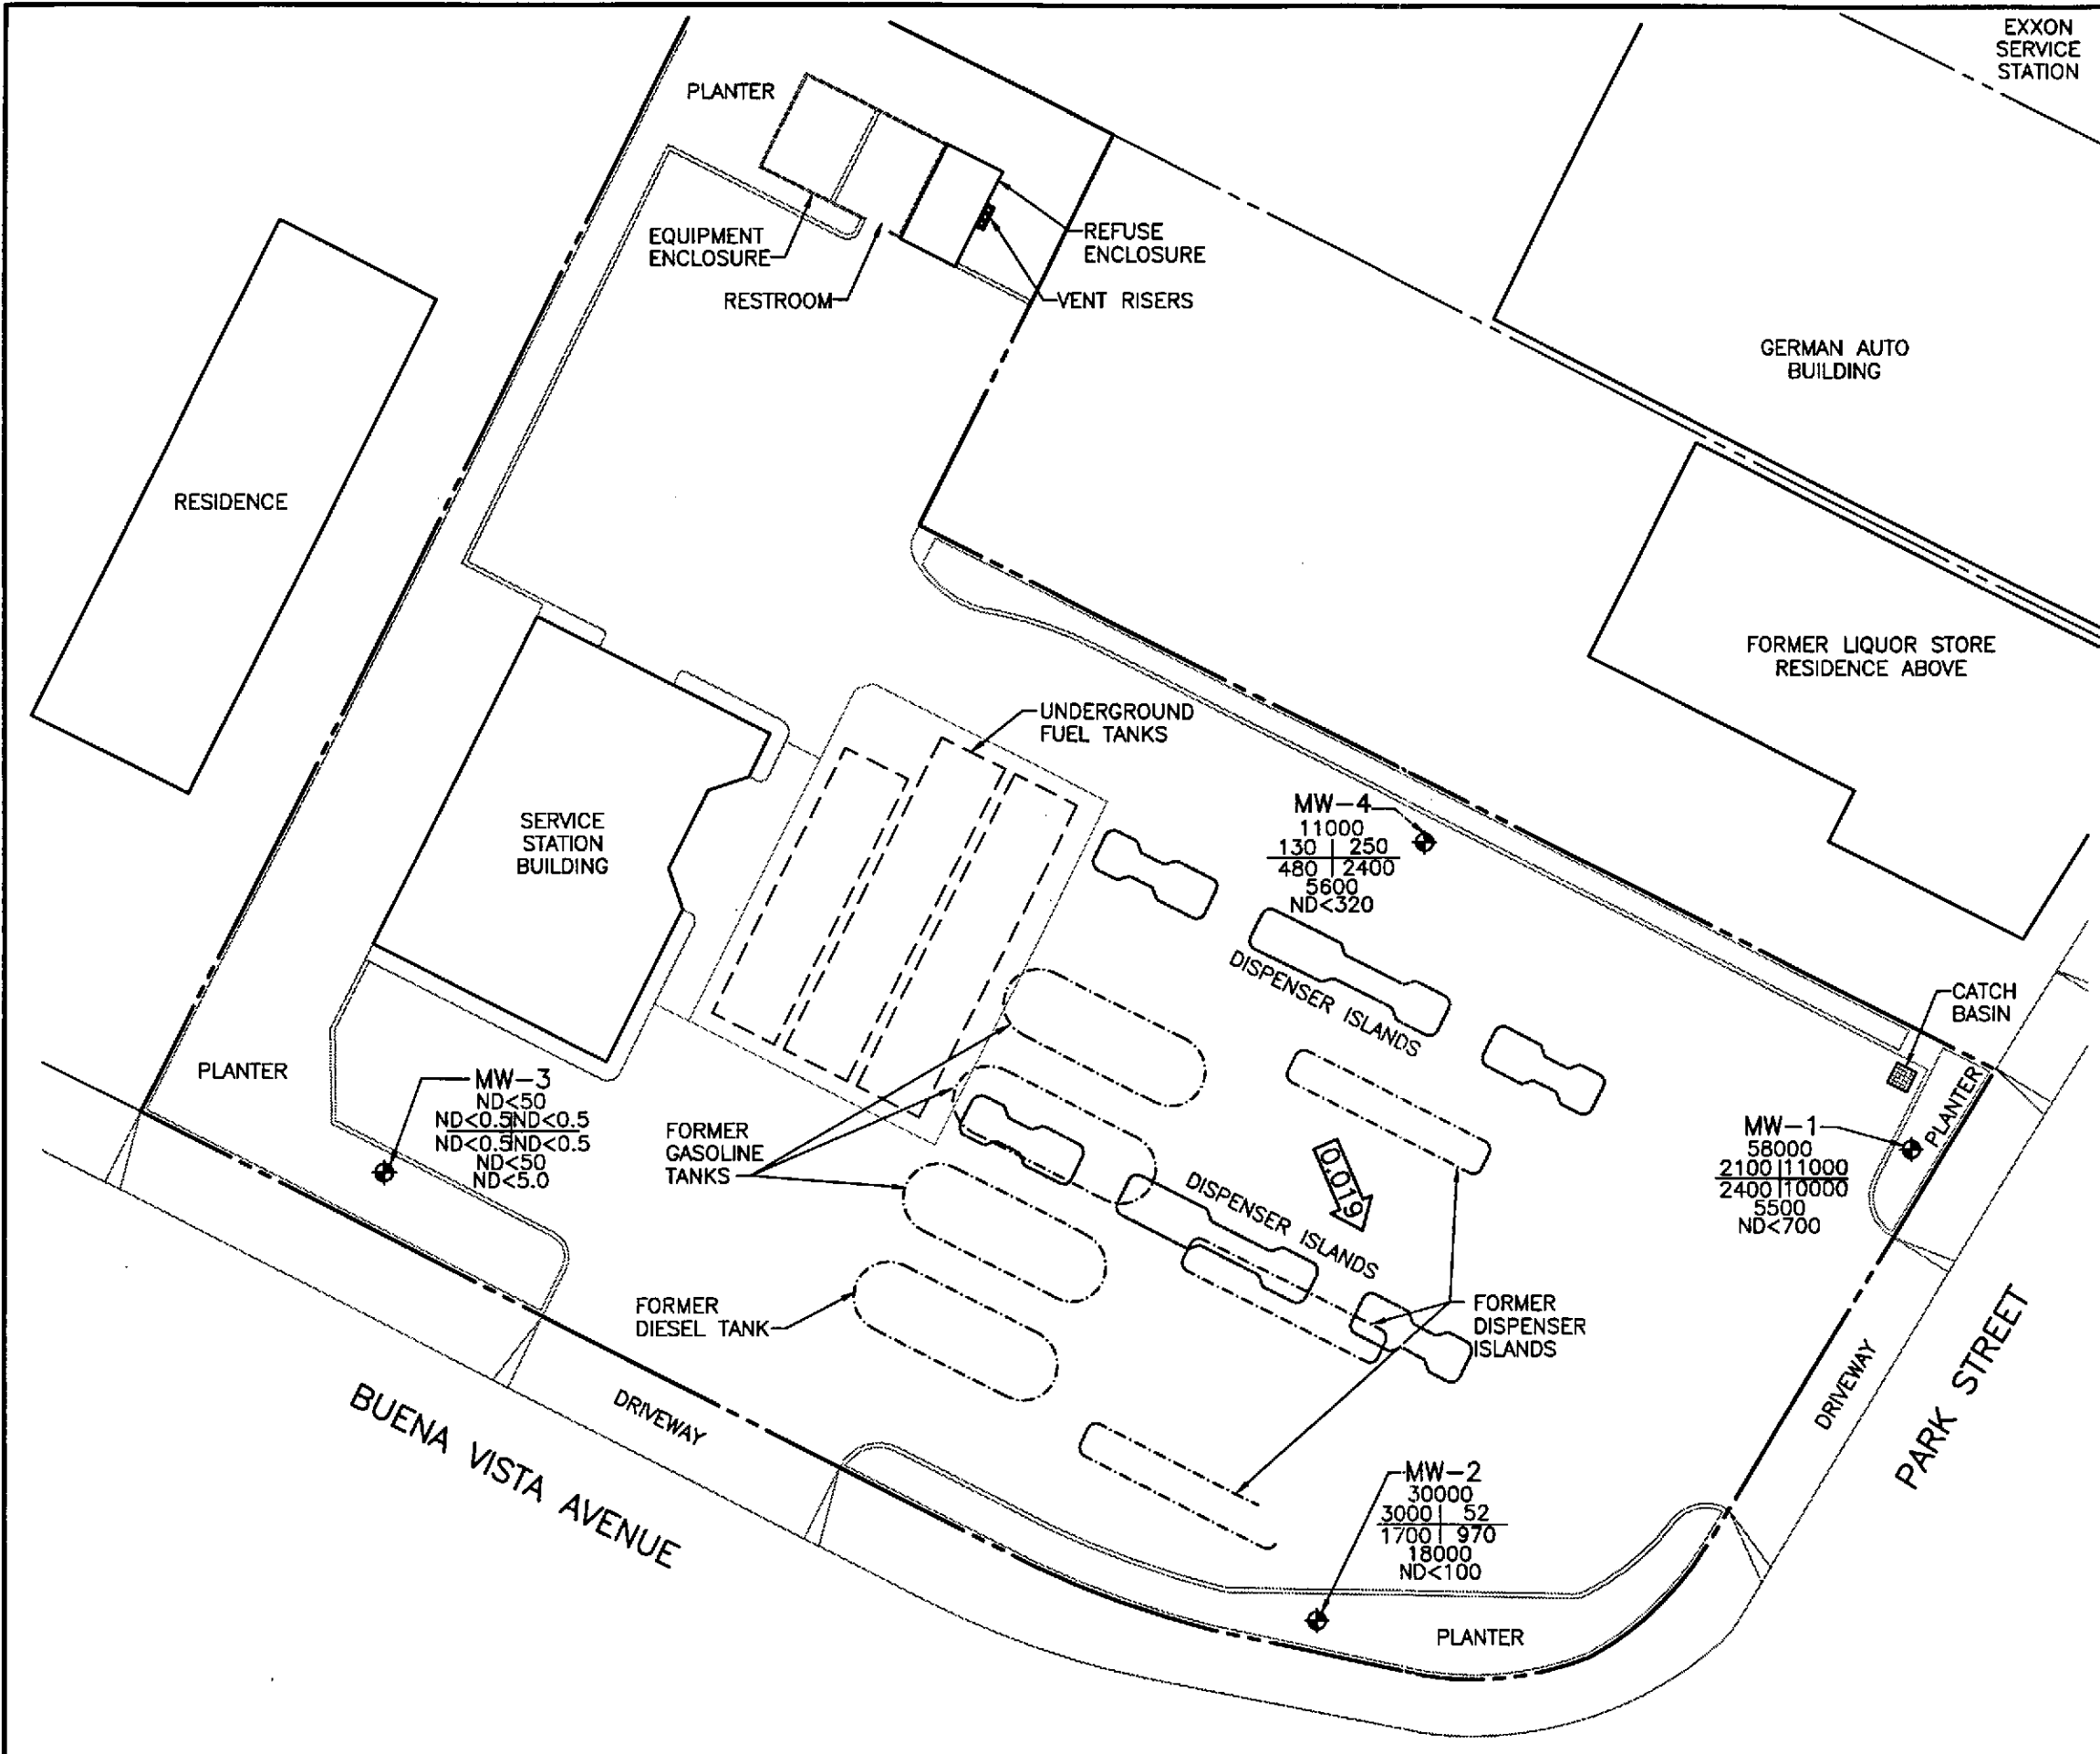 EXXON
SERVICE
STATION
PLANTER
EQUIPMENT
ENCLOSURE
REFUSE
ENCLOSURE
RESTROOM
VENT RISERS
GERMAN AUTO
BUILDING
RESIDENCE
FORMER LIQUOR STORE
RESIDENCE ABOVE
UNDERGROUND
FUEL TANKS
SERVICE
STATION
BUILDING
MW-4
11000
130 | 250
480 | 2400
5600
ND<320
DISPENSER ISLANDS
CATCH
BASIN
PLANTER
PLANTER
MW-3
ND<50
ND<0.5|ND<0.5
ND<0.5|ND<0.5
ND<50
ND<5.0
FORMER
GASOLINE
TANKS
MW-1
58000
2100 | 11000
2400 | 10000
5500
ND<700
0.019
DISPENSER ISLANDS
FORMER
DIESEL TANK
FORMER
DISPENSER
ISLANDS
DRIVEWAY
PARK STREET
DRIVEWAY
BUENA VISTA AVENUE
MW-2
30000
3000 | 52
1700 | 970
18000
ND<100
PLANTER